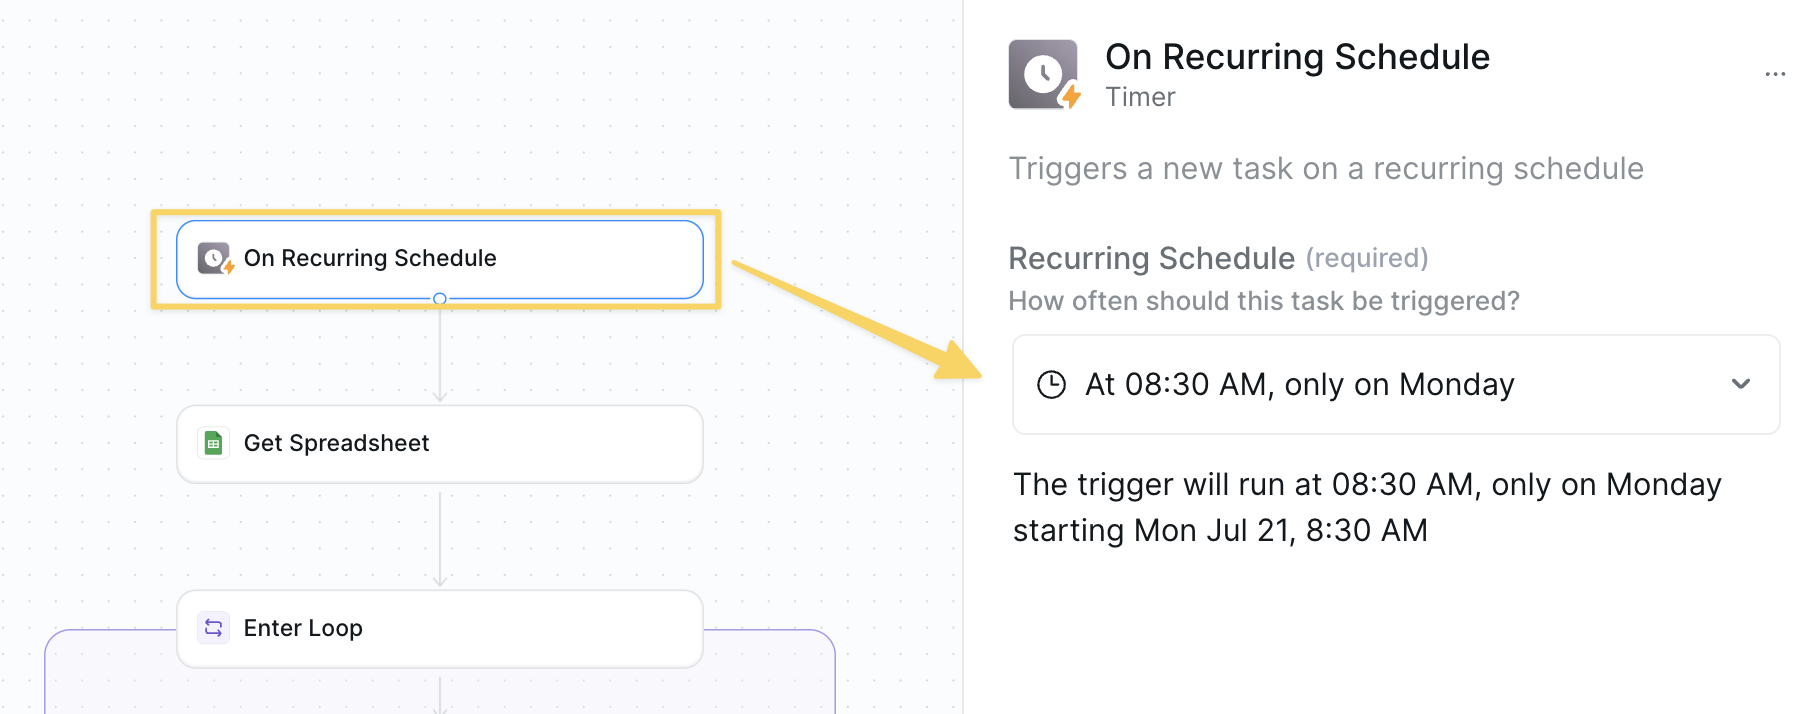 On Recurring Schedule
Get Spreadsheet
Enter Loop
On Recurring Schedule
Timer
...
Triggers a new task on a recurring schedule
Recurring Schedule (required)
How often should this task be triggered?
At 08:30 AM, only on Monday
The trigger will run at 08:30 AM, only on Monday
starting Mon Jul 21, 8:30 AM